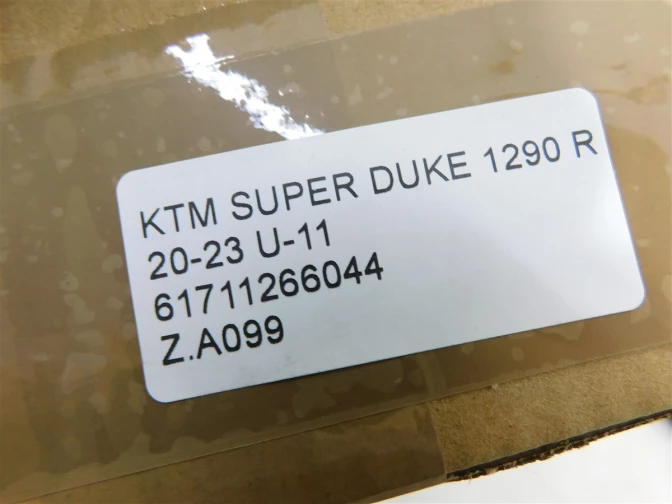 KTM SUPER DUKE 1290 R
20-23 U-11
61711266044
Z.A099